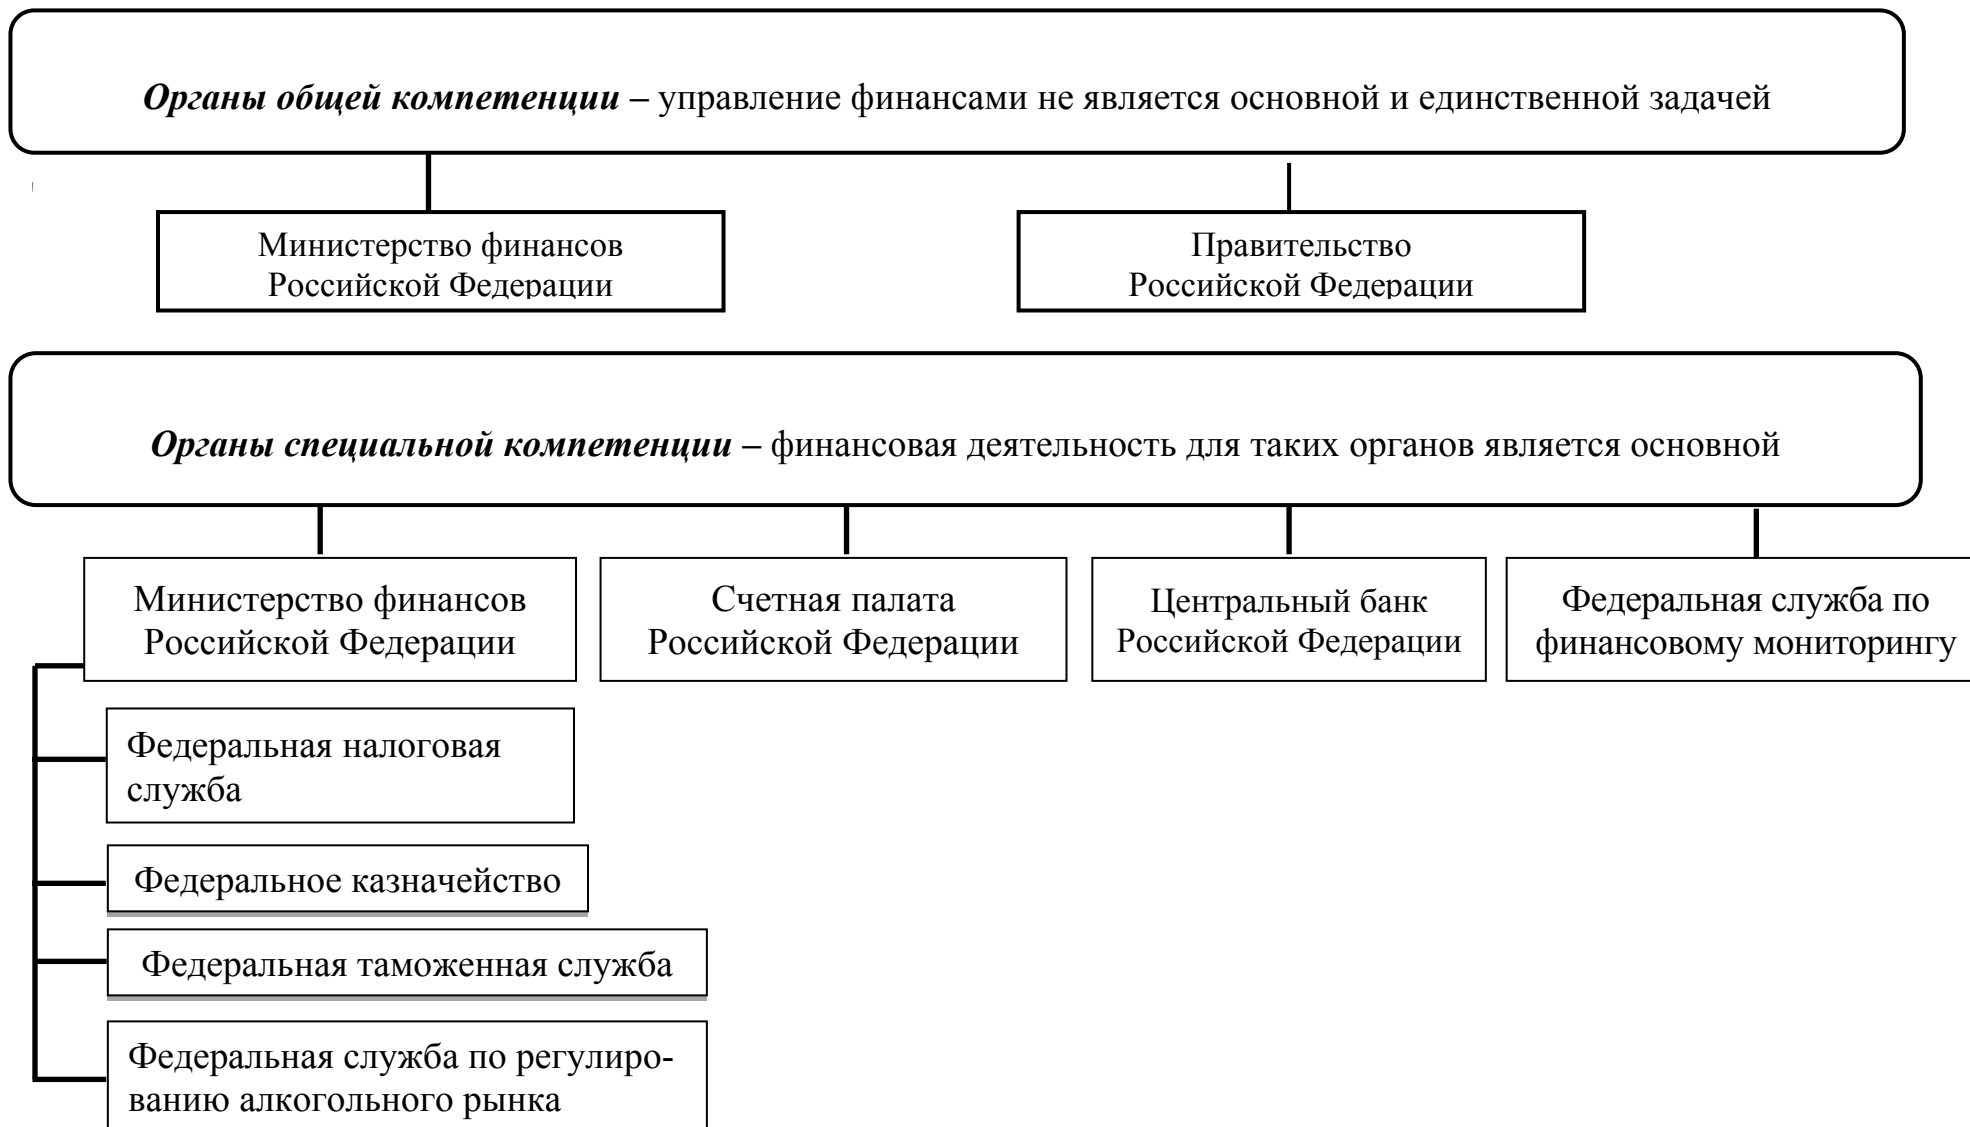 Органы общей компетенции – управление финансами не является основной и единственной задачей
Министерство финансов
Российской Федерации
Правительство
Российской Федерации
Органы специальной компетенции – финансовая деятельность для таких органов является основной
Министерство финансов
Российской Федерации
Счетная палата
Российской Федерации
Центральный банк
Российской Федерации
Федеральная служба по
финансовому мониторингу
Федеральная налоговая
служба
Федеральное казначейство
Федеральная таможенная служба
Федеральная служба по регулиро-
ванию алкогольного рынка